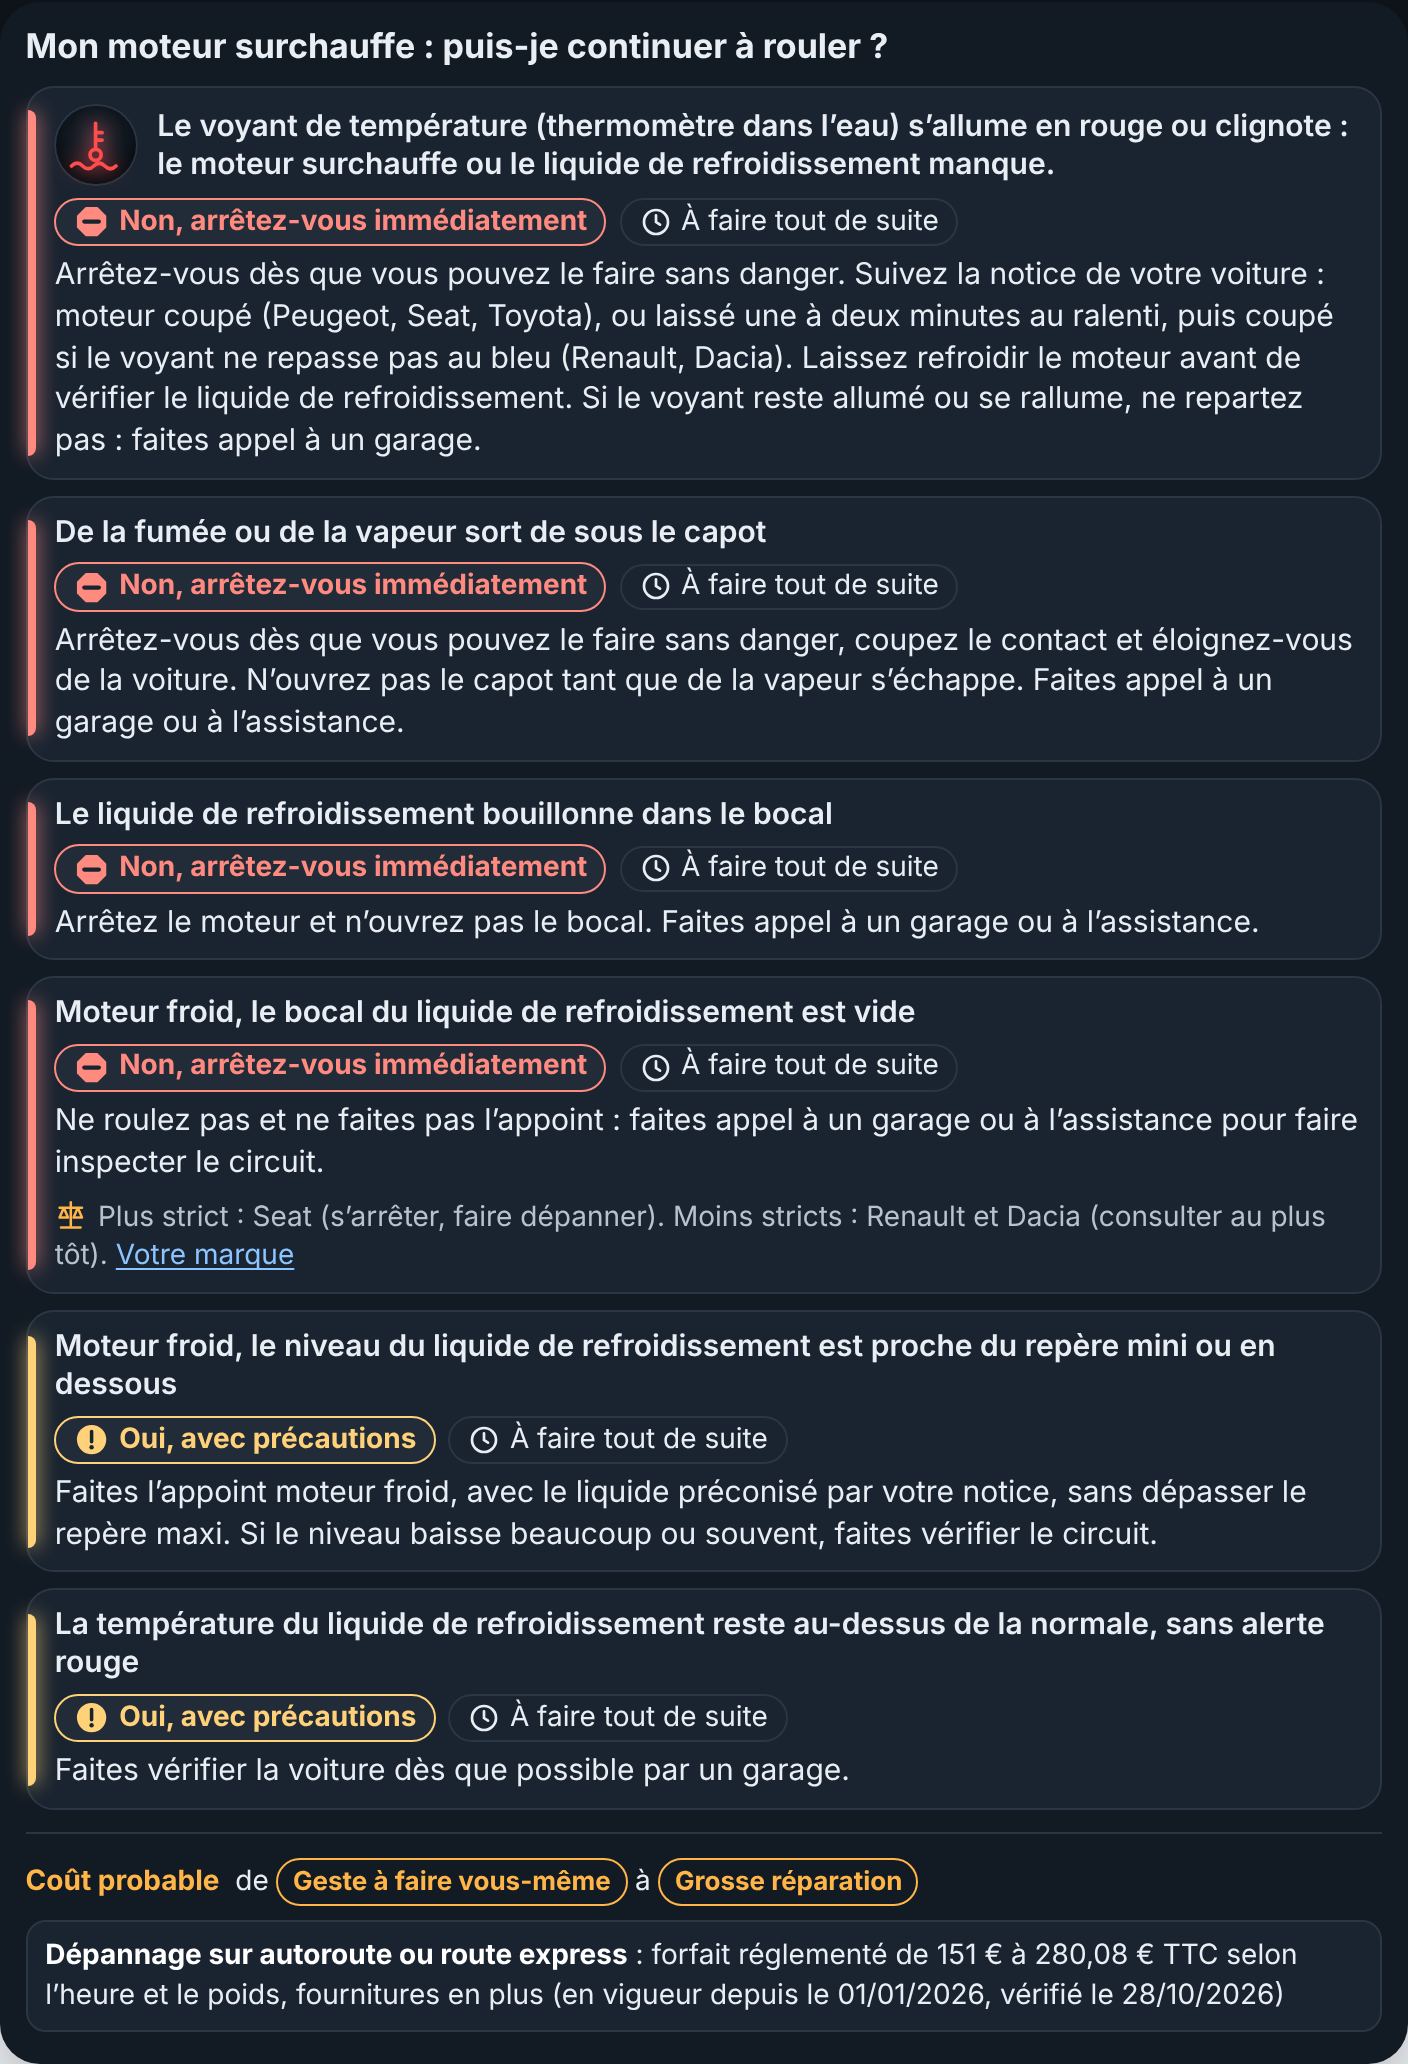 Mon moteur surchauffe : puis-je continuer à rouler ?
Le voyant de température (thermomètre dans l’eau) s’allume en rouge ou clignote :
le moteur surchauffe ou le liquide de refroidissement manque.
Non, arrêtez-vous immédiatement
À faire tout de suite
Arrêtez-vous dès que vous pouvez le faire sans danger. Suivez la notice de votre voiture :
moteur coupé (Peugeot, Seat, Toyota), ou laissé une à deux minutes au ralenti, puis coupé
si le voyant ne repasse pas au bleu (Renault, Dacia). Laissez refroidir le moteur avant de
vérifier le liquide de refroidissement. Si le voyant reste allumé ou se rallume, ne repartez
pas : faites appel à un garage.
De la fumée ou de la vapeur sort de sous le capot
Non, arrêtez-vous immédiatement
À faire tout de suite
Arrêtez-vous dès que vous pouvez le faire sans danger, coupez le contact et éloignez-vous
de la voiture. N’ouvrez pas le capot tant que de la vapeur s’échappe. Faites appel à un
garage ou à l’assistance.
Le liquide de refroidissement bouillonne dans le bocal
Non, arrêtez-vous immédiatement
À faire tout de suite
Arrêtez le moteur et n’ouvrez pas le bocal. Faites appel à un garage ou à l’assistance.
Moteur froid, le bocal du liquide de refroidissement est vide
Non, arrêtez-vous immédiatement
À faire tout de suite
Ne roulez pas et ne faites pas l’appoint : faites appel à un garage ou à l’assistance pour faire
inspecter le circuit.
Plus strict : Seat (s’arrêter, faire dépanner). Moins stricts : Renault et Dacia (consulter au plus
tôt). Votre marque
Moteur froid, le niveau du liquide de refroidissement est proche du repère mini ou en
dessous
Oui, avec précautions
À faire tout de suite
Faites l’appoint moteur froid, avec le liquide préconisé par votre notice, sans dépasser le
repère maxi. Si le niveau baisse beaucoup ou souvent, faites vérifier le circuit.
La température du liquide de refroidissement reste au-dessus de la normale, sans alerte
rouge
Oui, avec précautions
À faire tout de suite
Faites vérifier la voiture dès que possible par un garage.
Coût probable de Geste à faire vous-même à Grosse réparation
Dépannage sur autoroute ou route express : forfait réglementé de 151 € à 280,08 € TTC selon
l’heure et le poids, fournitures en plus (en vigueur depuis le 01/01/2026, vérifié le 28/10/2026)